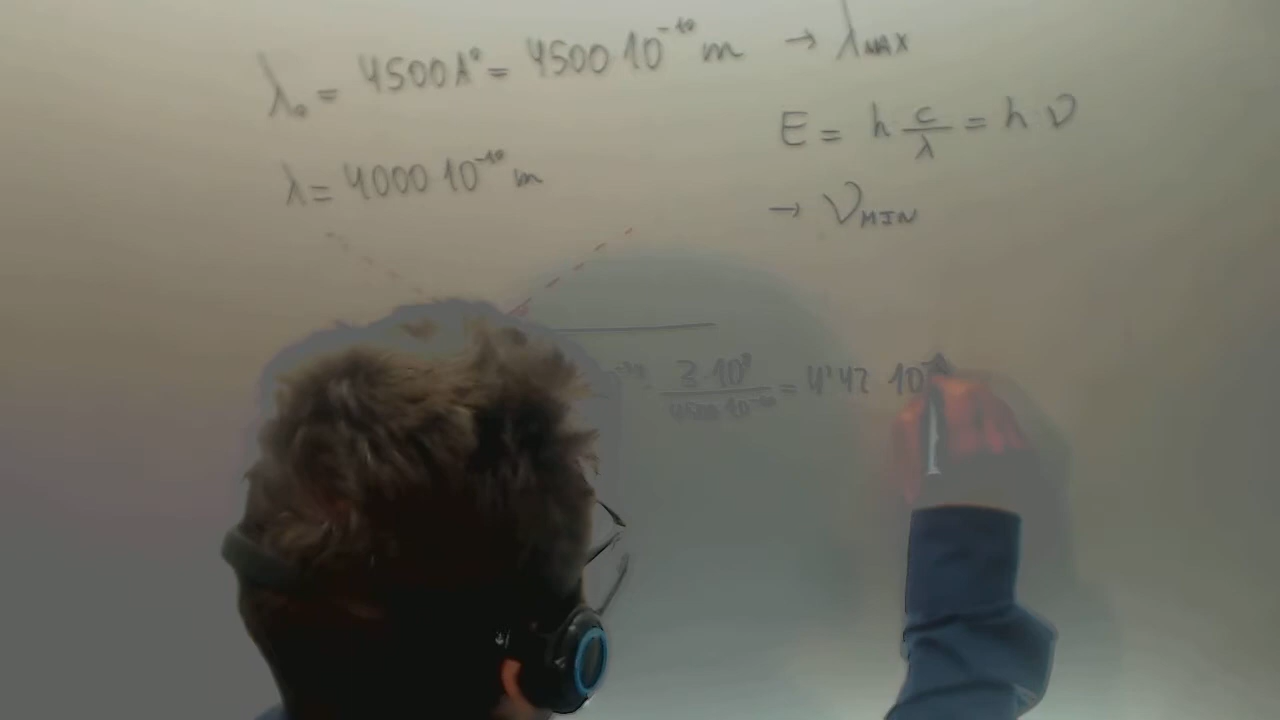 λ₀ = 4500 A° = 4500 10⁻¹⁰ m → λMAX
E = h c/λ = h ν
λ = 4000 10⁻¹⁰ m
→ νMIN
3·10⁸/4500·10⁻¹⁰ = 4'42 10